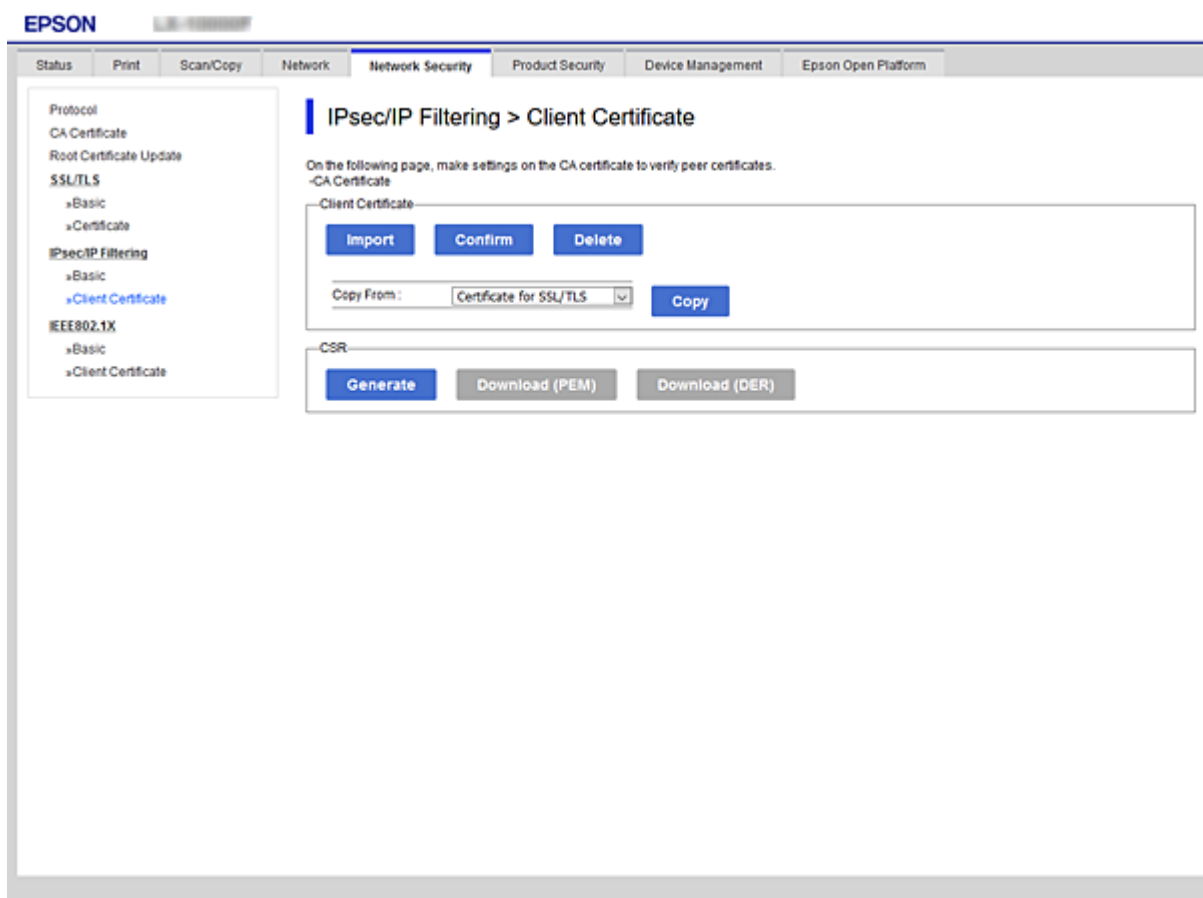 EPSON
Status Print Scan/Copy Network Network Security Product Security Device Management Epson Open Platform
Protocol
CA Certificate
Root Certificate Update
SSL/TLS
»Basic
»Certificate
IPsec/IP Filtering
»Basic
»Client Certificate
IEEE802.1X
»Basic
»Client Certificate
IPsec/IP Filtering > Client Certificate
On the following page, make settings on the CA certificate to verify peer certificates.
-CA Certificate
Client Certificate
Import Confirm Delete
Copy From : Certificate for SSL/TLS Copy
CSR
Generate Download (PEM) Download (DER)